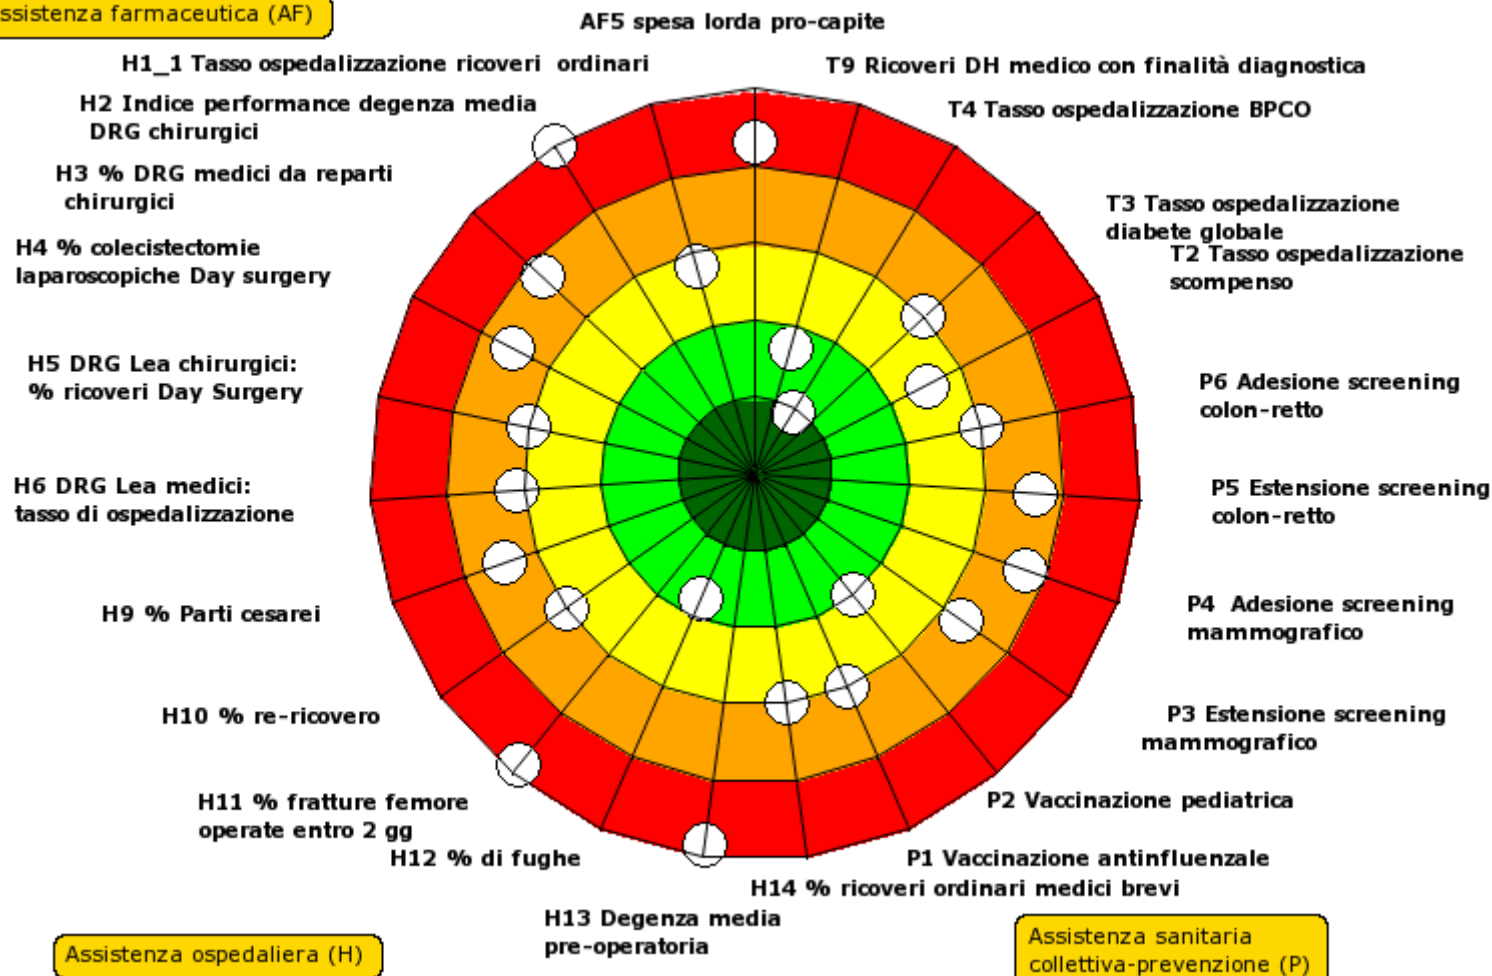 ssistenza farmaceutica (AF)
AF5 spesa lorda pro-capite
H1_1 Tasso ospedalizzazione ricoveri ordinari
T9 Ricoveri DH medico con finalità diagnostica
H2 Indice performance degenza media
DRG chirurgici
T4 Tasso ospedalizzazione BPCO
H3 % DRG medici da reparti
chirurgici
T3 Tasso ospedalizzazione
diabete globale
H4 % colecistectomie
laparoscopiche Day surgery
T2 Tasso ospedalizzazione
scompenso
H5 DRG Lea chirurgici:
% ricoveri Day Surgery
P6 Adesione screening
colon-retto
H6 DRG Lea medici:
tasso di ospedalizzazione
P5 Estensione screening
colon-retto
H9 % Parti cesarei
P4 Adesione screening
mammografico
H10 % re-ricovero
P3 Estensione screening
mammografico
H11 % fratture femore
operate entro 2 gg
P2 Vaccinazione pediatrica
H12 % di fughe
P1 Vaccinazione antinfluenzale
H14 % ricoveri ordinari medici brevi
H13 Degenza media
pre-operatoria
Assistenza ospedaliera (H)
Assistenza sanitaria
collettiva-prevenzione (P)